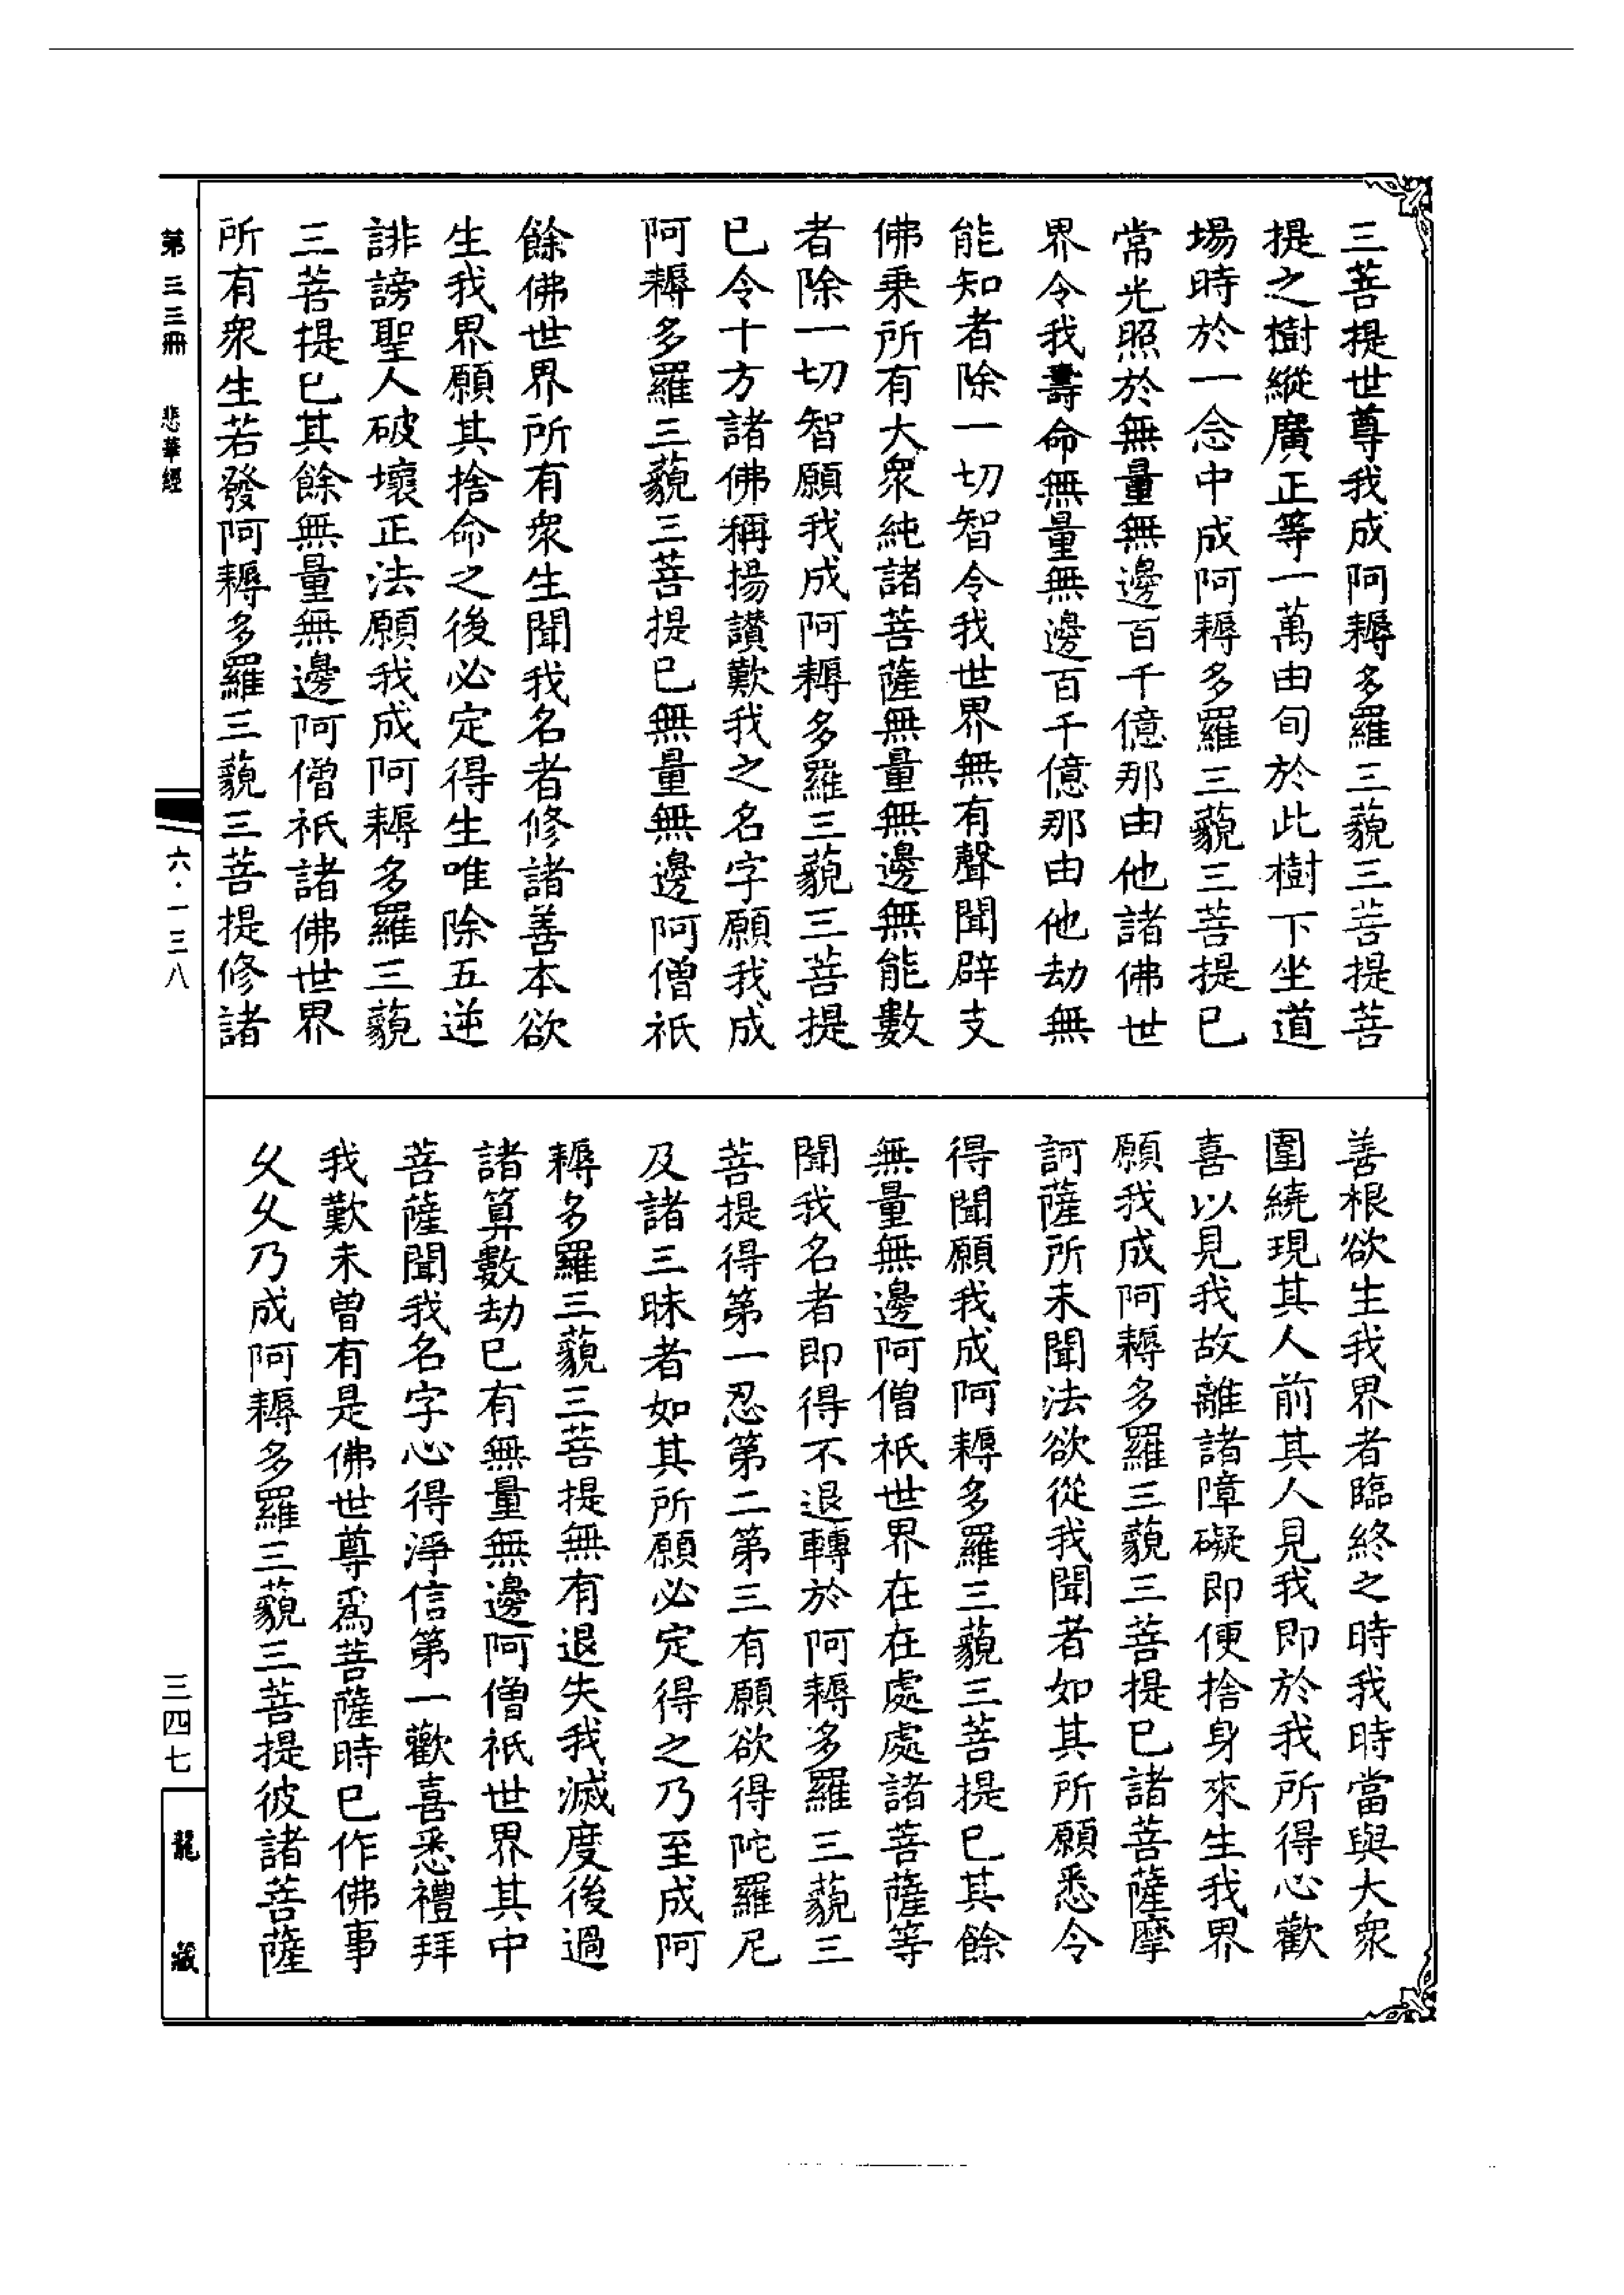 三菩提世尊我成阿耨多羅三藐三菩提菩
提之樹縱廣正等一萬由旬於此樹下坐道
場時於一念中成阿耨多羅三藐三菩提已
常光照於無量無邊百千億那由他諸佛世
界令我壽命無量無邊百千億那由他劫無
能知者除一切智令我世界無有聲聞辟支
佛乘所有大衆純諸菩薩無量無邊無能數
者除一切智願我成阿耨多羅三藐三菩提
已令十方諸佛稱揚讚歎我之名字願我成
阿耨多羅三藐三菩提已無量無邊阿僧祇
餘佛世界所有衆生聞我名者修諸善本欲
生我界願其捨命之後必定得生唯除五逆
誹謗聖人破壞正法願我成阿耨多羅三藐
三菩提已其餘無量無邊阿僧祇諸佛世界
所有衆生若發阿耨多羅三藐三菩提修諸
善根欲生我界者臨終之時我時當與大衆
圍繞現其人前其人見我即於我所得心歡
喜以見我故離諸障礙即便捨身來生我界
願我成阿耨多羅三藐三菩提已諸菩薩摩
訶薩所未聞法欲從我聞者如其所願悉令
得聞願我成阿耨多羅三藐三菩提已其餘
無量無邊阿僧祇世界在在處處諸菩薩等
聞我名者即得不退轉於阿耨多羅三藐三
菩提得第一忍第二第三有願欲得陀羅尼
及諸三昧者如其所願必定得之乃至成阿
耨多羅三藐三菩提無有退失我滅度後過
諸算數劫已有無量無邊阿僧祇世界其中
菩薩聞我名字心得淨信第一歡喜悉禮拜
我歎未曾有是佛世尊爲菩薩時已作佛事
久久乃成阿耨多羅三藐三菩提彼諸菩薩
第三三冊 悲華經
六·一三八
三四七
龍藏